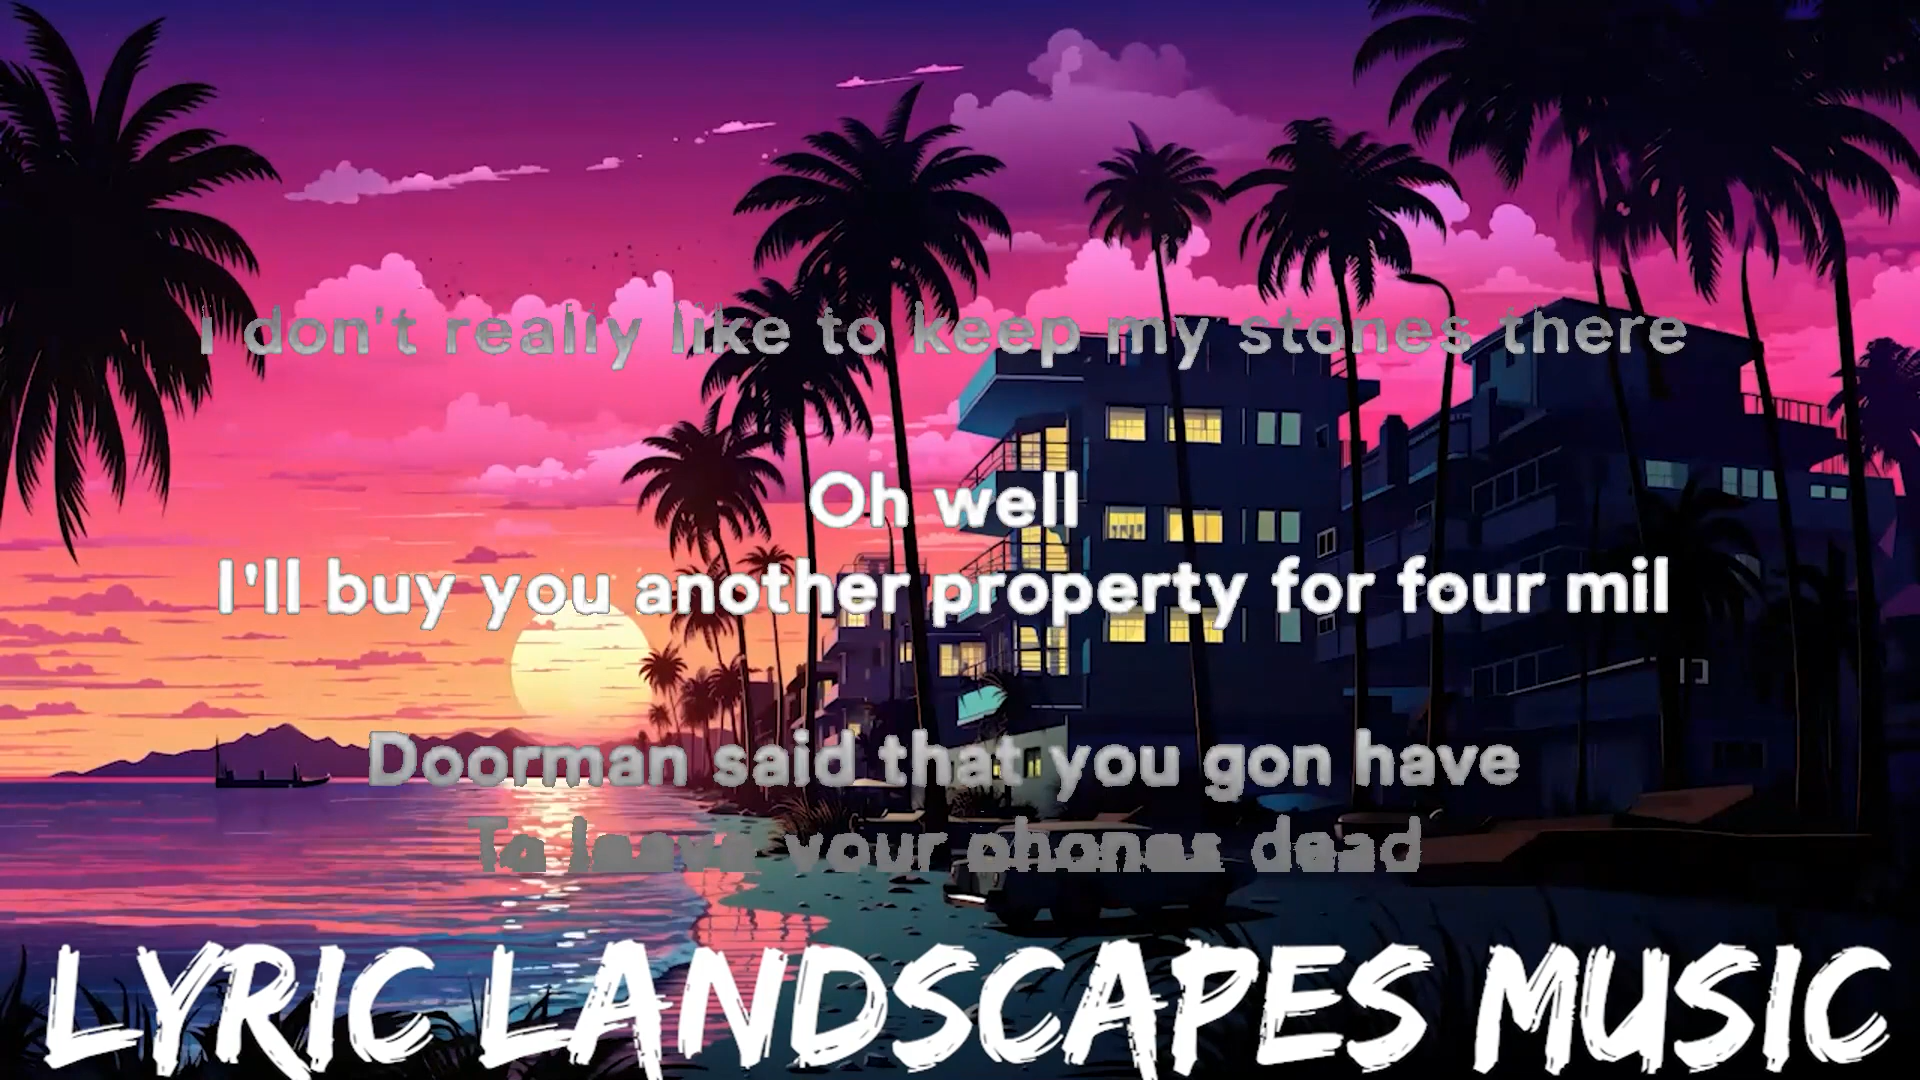 I don't really like to keep my stones there
Oh well
I'll buy you another property for four mil
Doorman said that you gon have
To leave your phones dead
LYRIC LANDSCAPES MUSIC